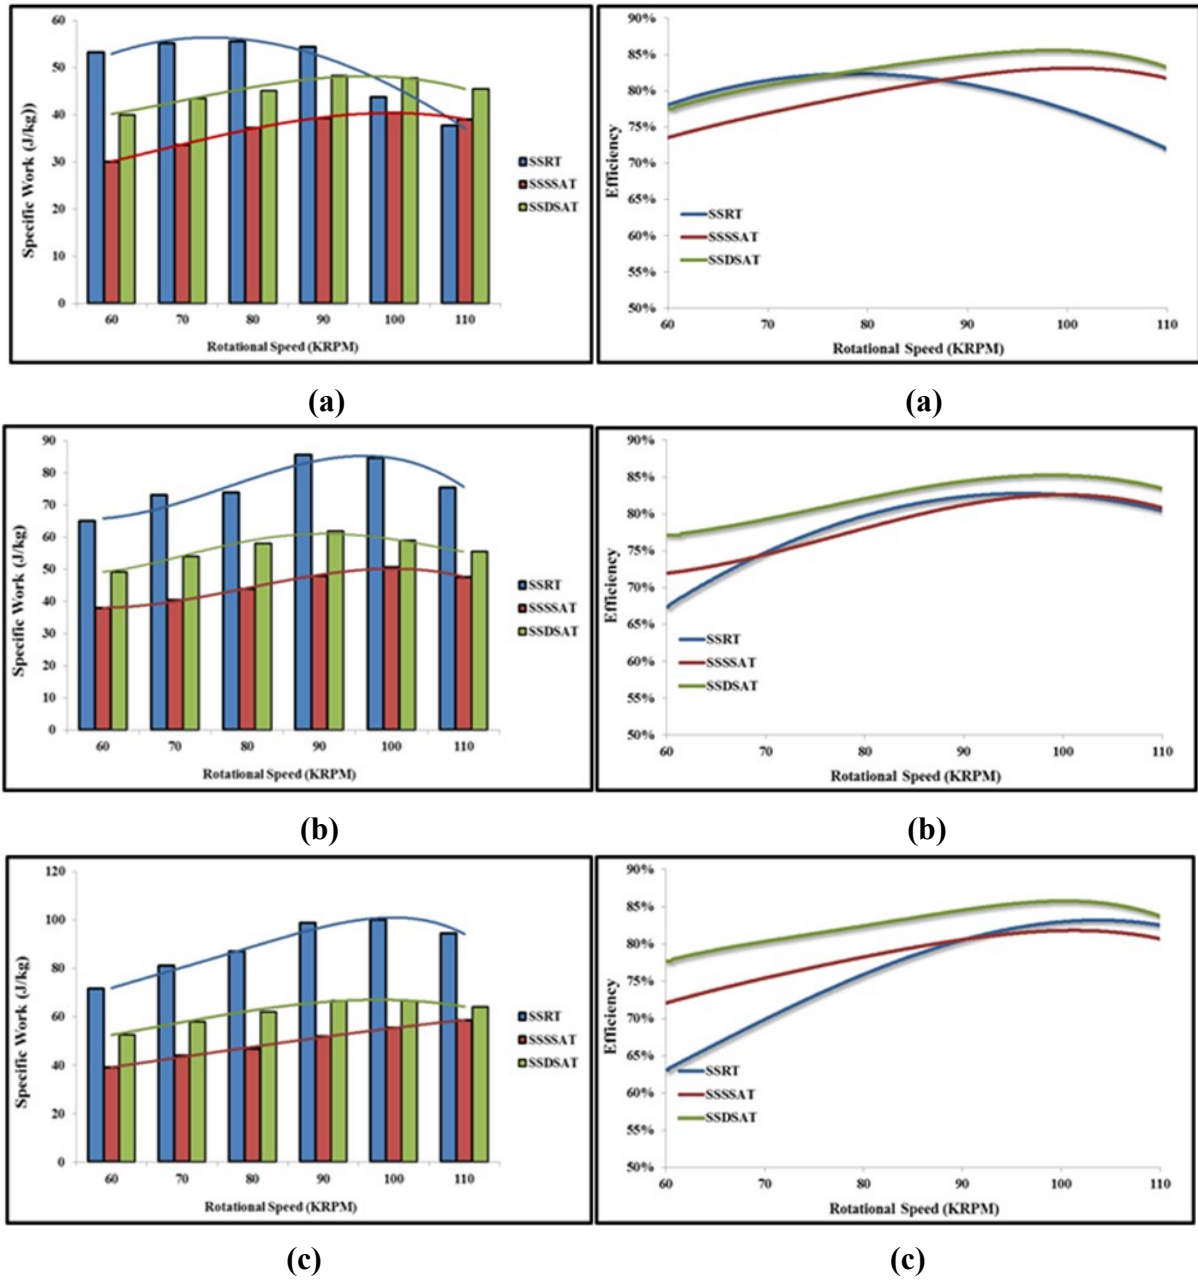 60
50
40
30
20
10
0
Specific Work (J/kg))
60 70 80 90 100 110
Rotational Speed (KRPM)
SSRT
SSSSAT
SSDSAT
(a)
90%
85%
80%
75%
70%
65%
60%
55%
50%
Efficiency
60 70 80 90 100 110
Rotational Speed (KRPM)
SSRT
SSSSAT
SSDSAT
(a)
90
80
70
60
50
40
30
20
10
0
Specific Work (J/kg)
60 70 80 90 100 110
Rotational Speed (KRPM)
SSRT
SSSSAT
SSDSAT
(b)
90%
85%
80%
75%
70%
65%
60%
55%
50%
Efficiency
60 70 80 90 100 110
Rotational Speed (KRPM)
SSRT
SSSSAT
SSDSAT
(b)
120
100
80
60
40
20
0
Specific Work (J/kg)
60 70 80 90 100 110
Rotational Speed (KRPM)
SSRT
SSSSAT
SSDSAT
(c)
90%
85%
80%
75%
70%
65%
60%
55%
50%
Efficiency
60 70 80 90 100 110
Rotational Speed (KRPM)
SSRT
SSSSAT
SSDSAT
(c)